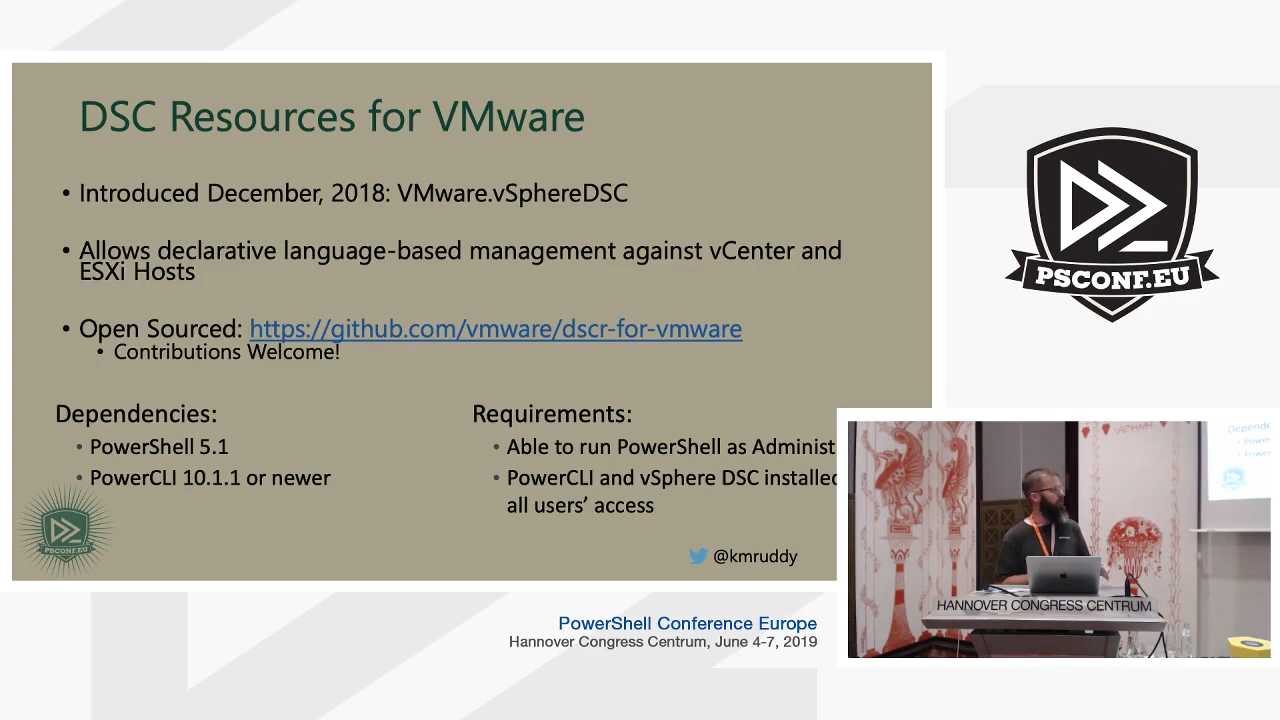 DSC Resources for VMware
• Introduced December, 2018: VMware.vSphereDSC
• Allows declarative language-based management against vCenter and
ESXi Hosts
• Open Sourced: https://github.com/vmware/dscr-for-vmware
• Contributions Welcome!
Dependencies:
• PowerShell 5.1
• PowerCLI 10.1.1 or newer
Requirements:
• Able to run PowerShell as Administ
• PowerCLI and vSphere DSC installed
all users' access
PSCONF.EU
@kmruddy
PSCONF.EU
HANNOVER CONGRESS CENTRUM
PowerShell Conference Europe
Hannover Congress Centrum, June 4-7, 2019